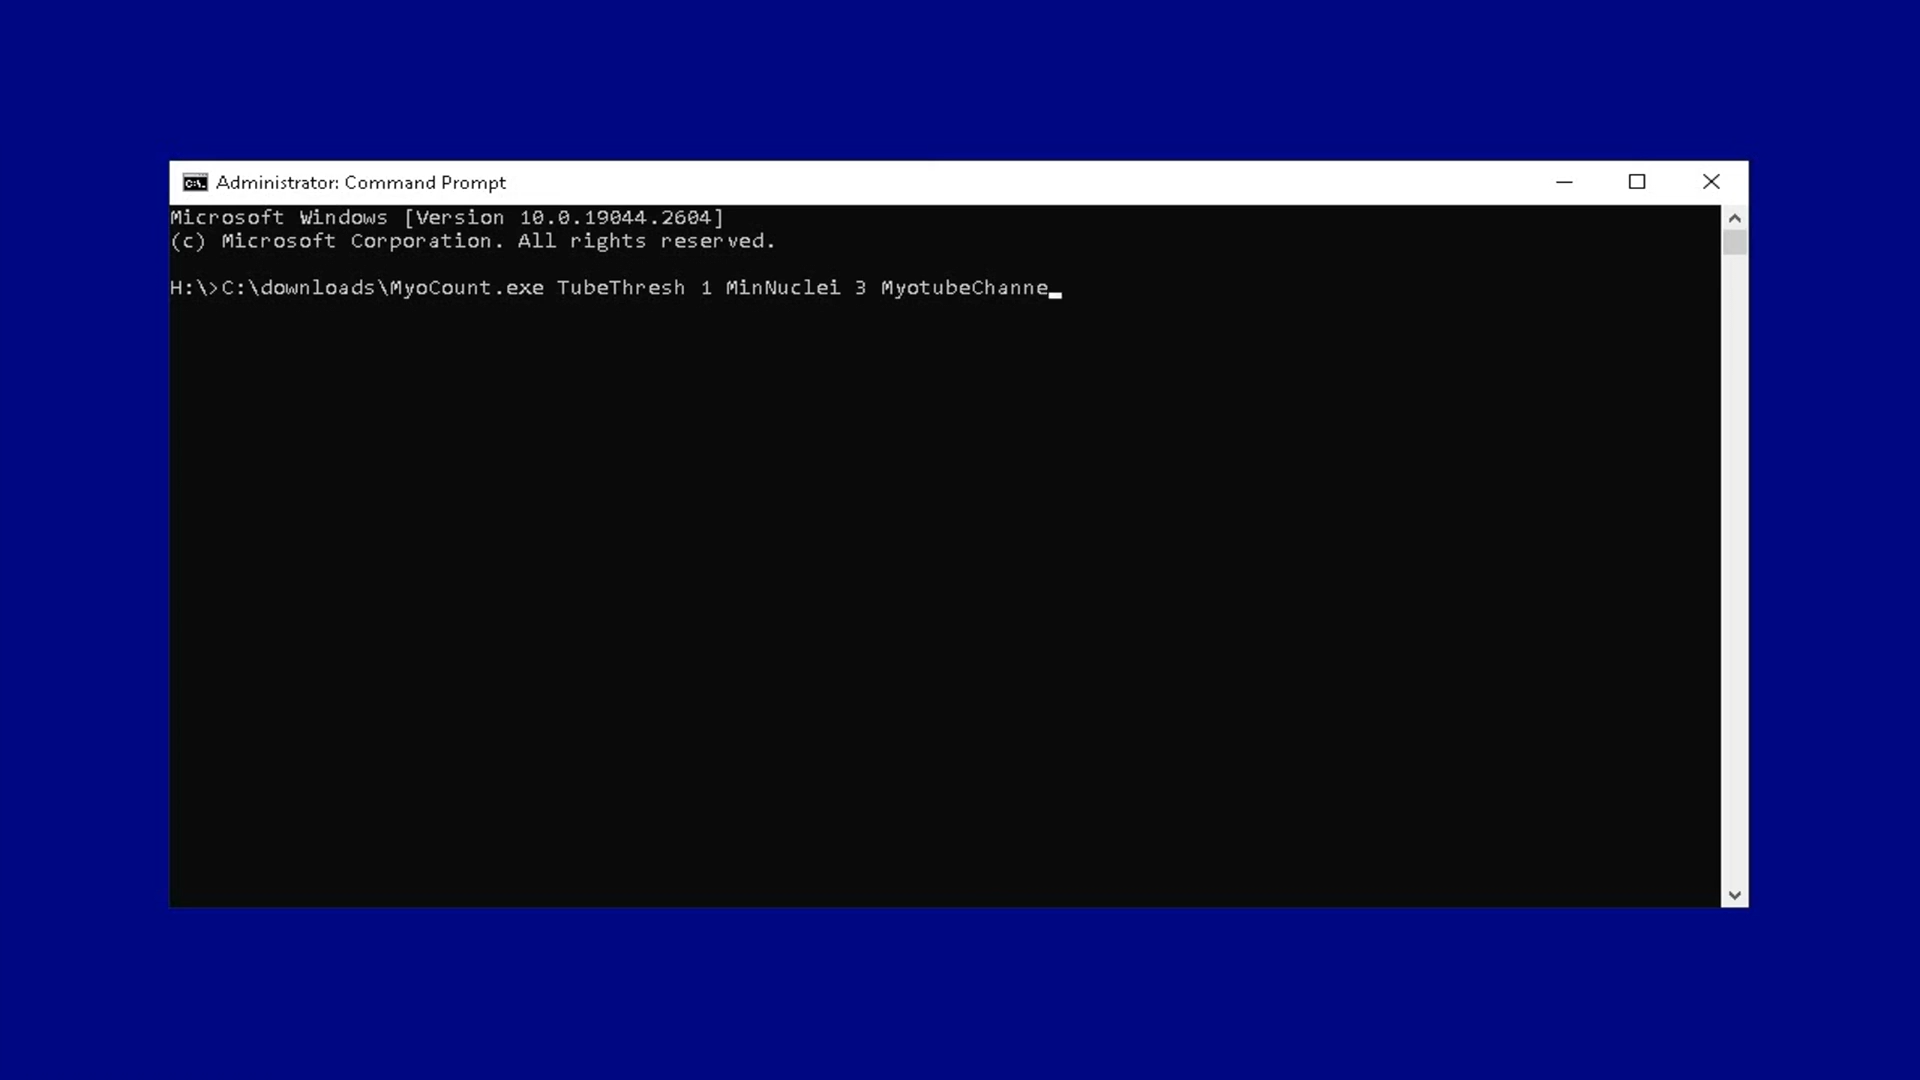 Administrator: Command Prompt
Microsoft Windows [Version 10.0.19044.2604]
(c) Microsoft Corporation. All rights reserved.
H:\>C:\downloads\MyoCount.exe TubeThresh 1 MinNuclei 3 MyotubeChanne